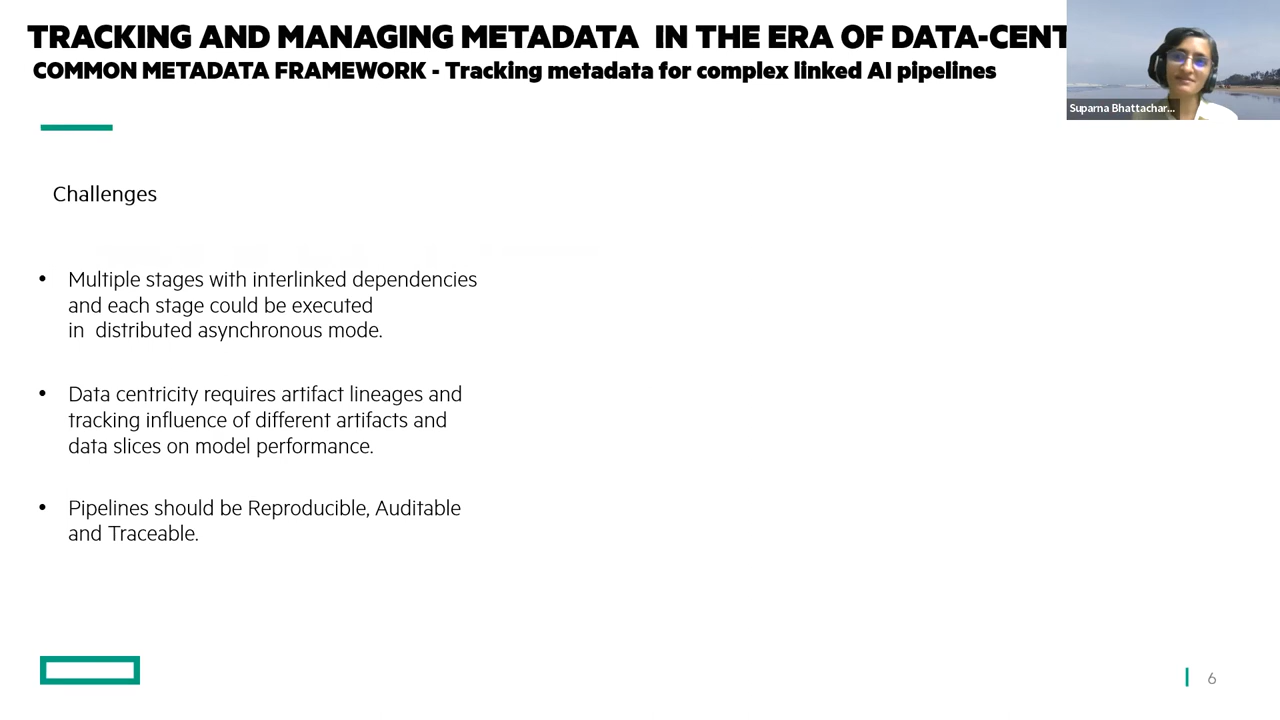 TRACKING AND MANAGING METADATA IN THE ERA OF DATA-CENT
COMMON METADATA FRAMEWORK - Tracking metadata for complex linked AI pipelines
Suparna Bhattachar...
Challenges
• Multiple stages with interlinked dependencies
and each stage could be executed
in distributed asynchronous mode.
• Data centricity requires artifact lineages and
tracking influence of different artifacts and
data slices on model performance.
• Pipelines should be Reproducible, Auditable
and Traceable.
6